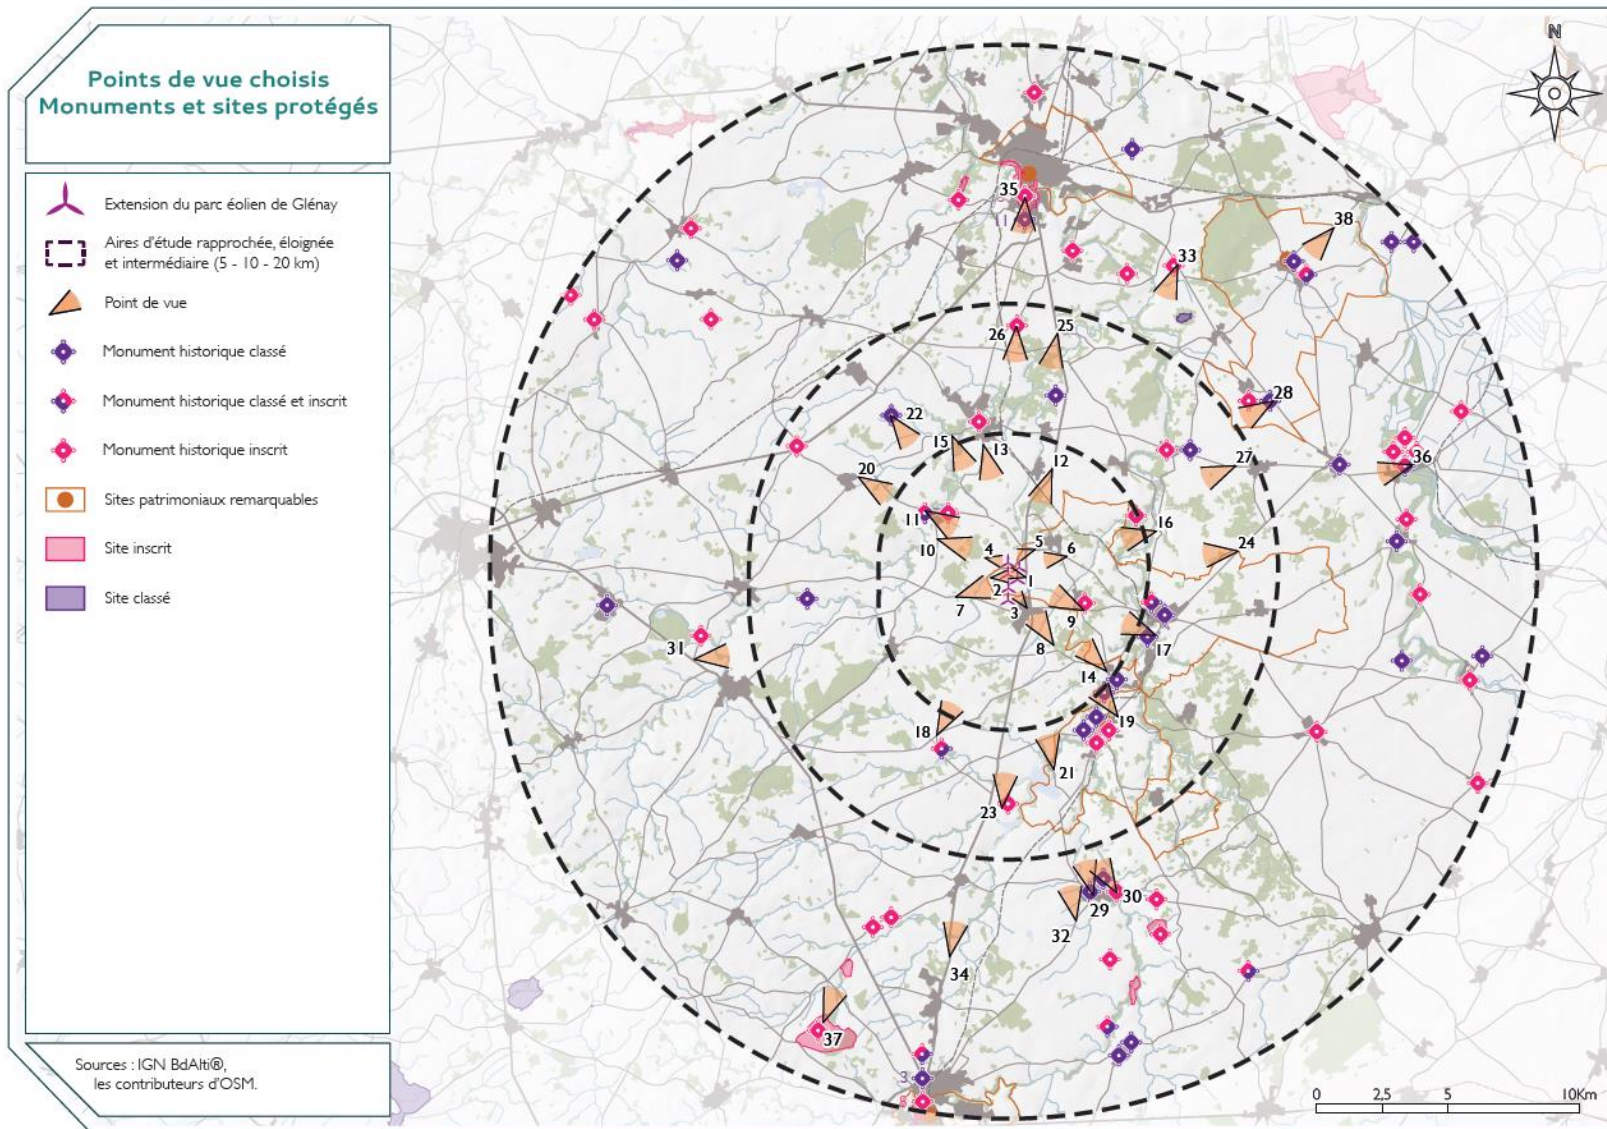 Points de vue choisis
Monuments et sites protégés
Extension du parc éolien de Glénay
Aires d'étude rapprochée, éloignée
et intermédiaire (5 - 10 - 20 km)
Point de vue
Monument historique classé
Monument historique classé et inscrit
Monument historique inscrit
Sites patrimoniaux remarquables
Site inscrit
Site classé
Sources : IGN BdAlti®,
les contributeurs d'OSM.
N
35
11
38
33
26
25
28
22
15
13
12
27
36
20
11
16
10
4
5
6
24
1
2
7
3
9
8
17
31
14
18
19
21
23
30
29
32
34
37
3
8
0
2,5
5
10Km